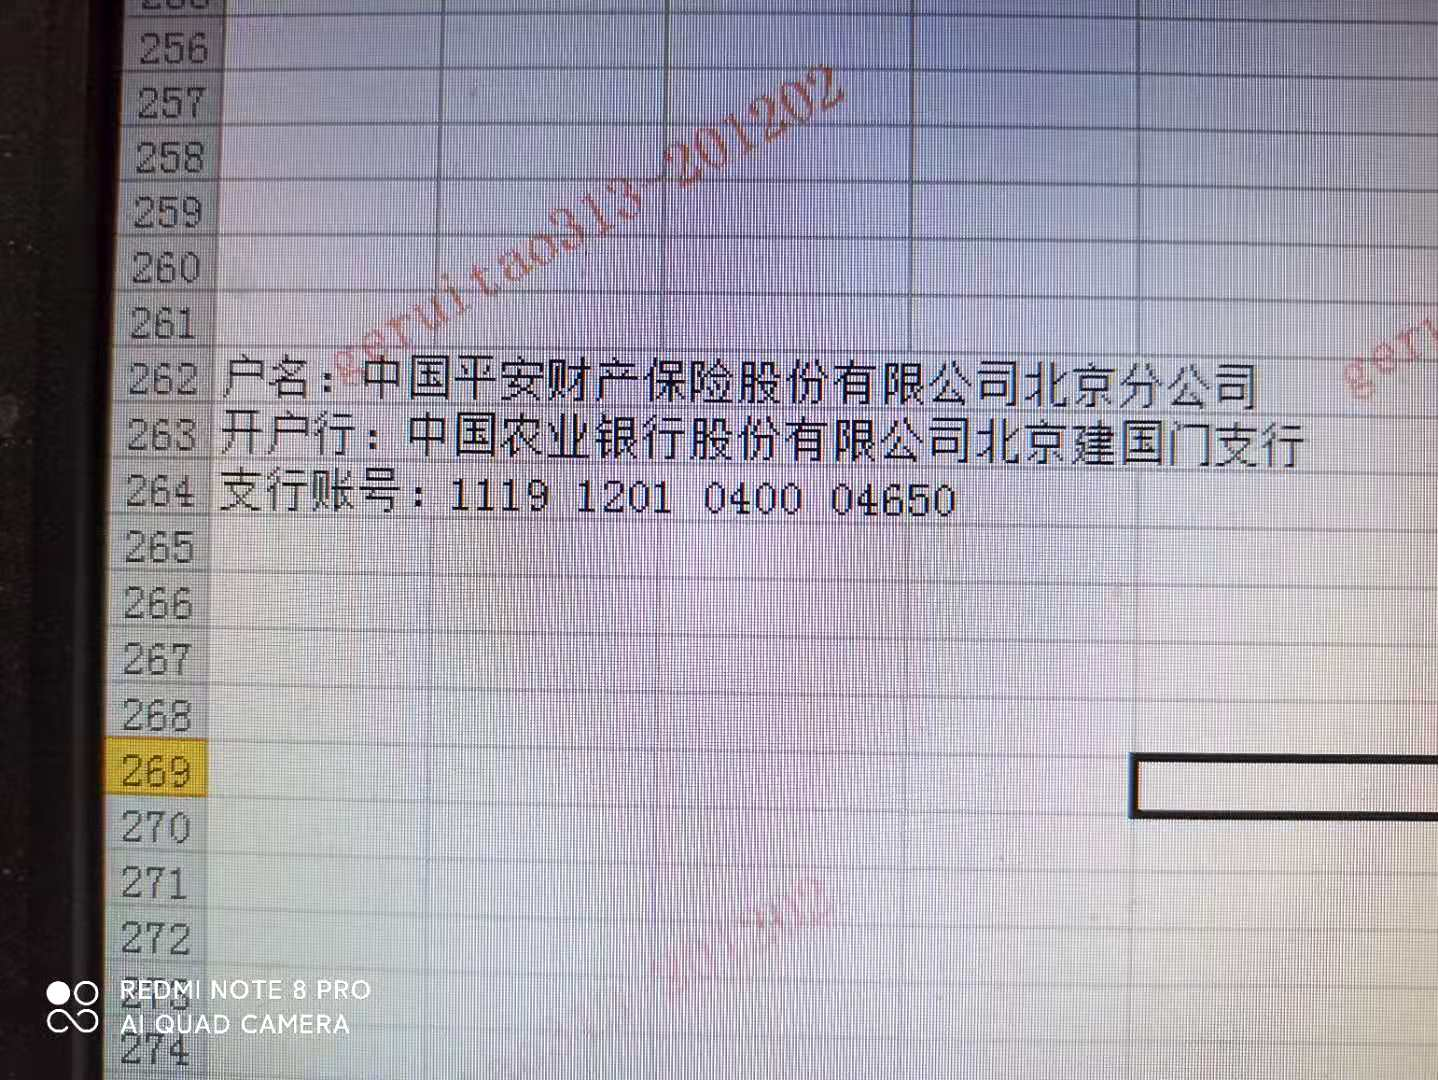 256
257
258
259
260
261
geruitao313-201202
geru
262 户名：中国平安财产保险股份有限公司北京分公司
263 开户行：中国农业银行股份有限公司北京建国门支行
264 支行账号：1119 1201 0400 04650
265
266
267
268
269
270
271
272
273
274
REDMI NOTE 8 PRO
AI QUAD CAMERA